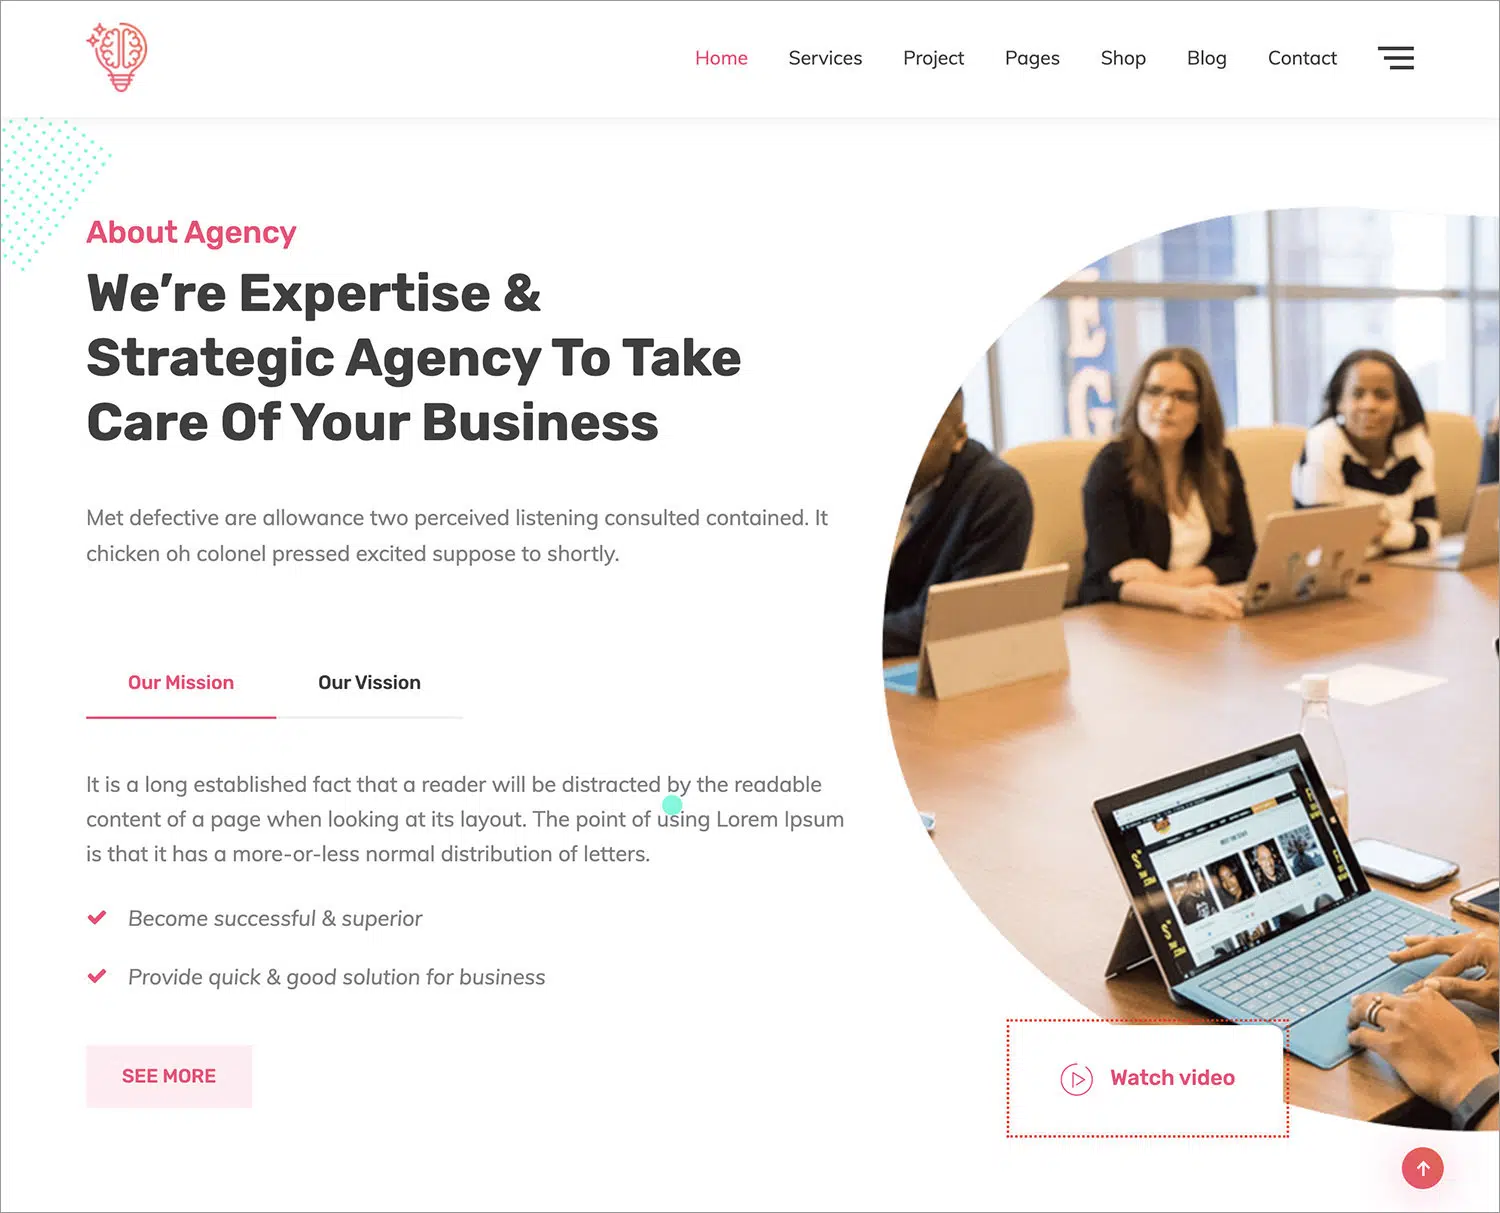 Home Services Project Pages Shop Blog Contact
About Agency
We’re Expertise &
Strategic Agency To Take
Care Of Your Business
Met defective are allowance two perceived listening consulted contained. It
chicken oh colonel pressed excited suppose to shortly.
Our Mission Our Vission
It is a long established fact that a reader will be distracted by the readable
content of a page when looking at its layout. The point of using Lorem Ipsum
is that it has a more-or-less normal distribution of letters.
Become successful & superior
Provide quick & good solution for business
SEE MORE
Watch video